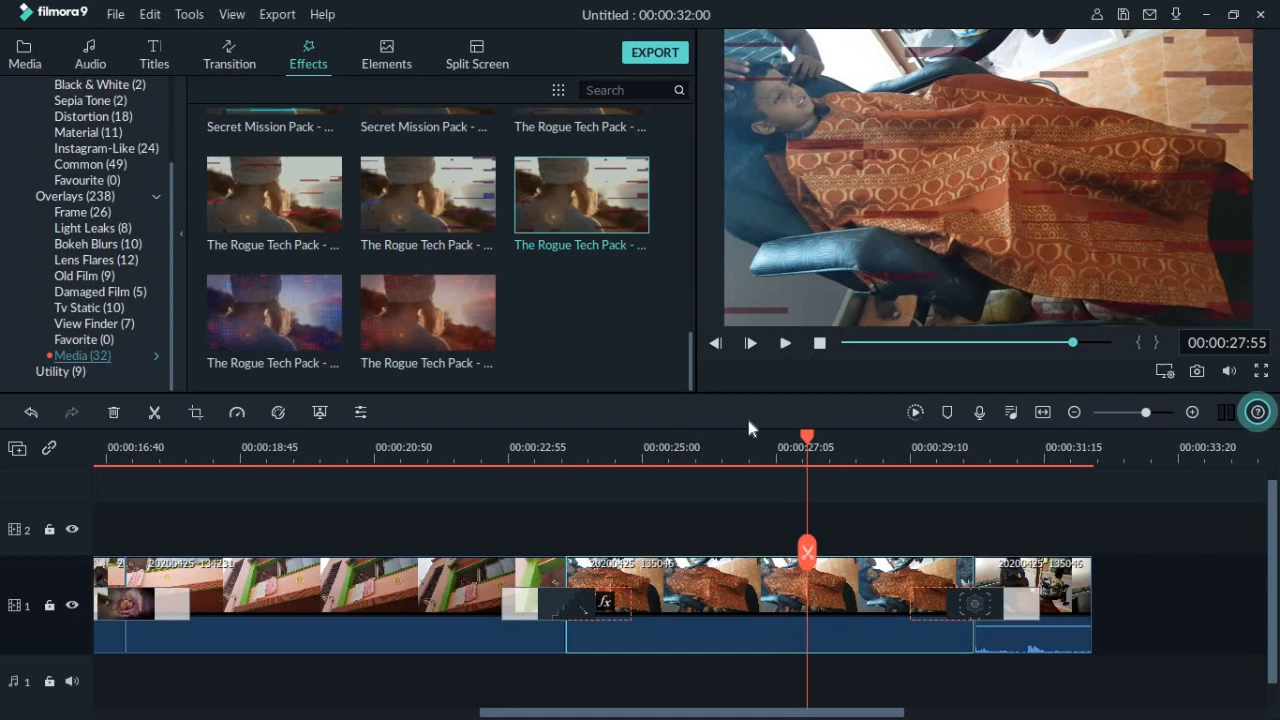 filmora9 File Edit Tools View Export Help Untitled : 00:00:32:00
Media Audio Titles Transition Effects Elements Split Screen EXPORT
Black & White (2)
Sepia Tone (2)
Distortion (18)
Material (11)
Instagram-Like (24)
Common (49)
Favourite (0)
Overlays (238)
Frame (26)
Light Leaks (8)
Bokeh Blurs (10)
Lens Flares (12)
Old Film (9)
Damaged Film (5)
Tv Static (10)
View Finder (7)
Favorite (0)
Media (32)
Utility (9)
Search
Secret Mission Pack - ... Secret Mission Pack - ... The Rogue Tech Pack - ...
The Rogue Tech Pack - ... The Rogue Tech Pack - ... The Rogue Tech Pack - ...
The Rogue Tech Pack - ... The Rogue Tech Pack - ...
00:00:27:55
00:00:16:40 00:00:18:45 00:00:20:50 00:00:22:55 00:00:25:00 00:00:27:05 00:00:29:10 00:00:31:15 00:00:33:20
2
2 20200425_134231 20200425_135046 20200425_135046
fx
1
1